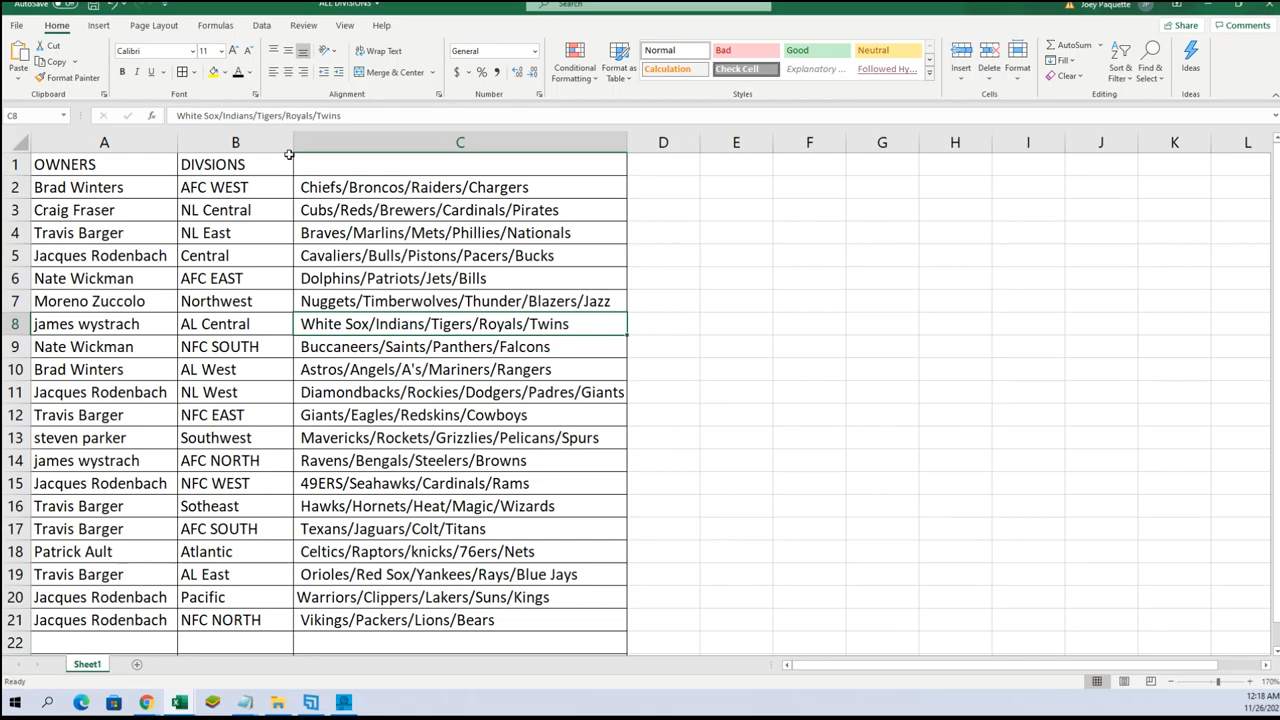 AutoSave Off
ALL DIVISIONS
Search
Joey Paquette JP
File Home Insert Page Layout Formulas Data Review View Help
Share Comments
Paste Cut Copy Format Painter
Calibri 11
Wrap Text
Merge & Center
General
Conditional Formatting
Format as Table
Normal Bad Good Neutral
Calculation Check Cell Explanatory ... Followed Hy...
Insert Delete Format
AutoSum Fill Clear
Sort & Filter Find & Select
Ideas
Clipboard Font Alignment Number Styles Cells Editing Ideas
C8 White Sox/Indians/Tigers/Royals/Twins
A B C D E F G H I J K L
1 OWNERS DIVSIONS
2 Brad Winters AFC WEST Chiefs/Broncos/Raiders/Chargers
3 Craig Fraser NL Central Cubs/Reds/Brewers/Cardinals/Pirates
4 Travis Barger NL East Braves/Marlins/Mets/Phillies/Nationals
5 Jacques Rodenbach Central Cavaliers/Bulls/Pistons/Pacers/Bucks
6 Nate Wickman AFC EAST Dolphins/Patriots/Jets/Bills
7 Moreno Zuccolo Northwest Nuggets/Timberwolves/Thunder/Blazers/Jazz
8 james wystrach AL Central White Sox/Indians/Tigers/Royals/Twins
9 Nate Wickman NFC SOUTH Buccaneers/Saints/Panthers/Falcons
10 Brad Winters AL West Astros/Angels/A's/Mariners/Rangers
11 Jacques Rodenbach NL West Diamondbacks/Rockies/Dodgers/Padres/Giants
12 Travis Barger NFC EAST Giants/Eagles/Redskins/Cowboys
13 steven parker Southwest Mavericks/Rockets/Grizzlies/Pelicans/Spurs
14 james wystrach AFC NORTH Ravens/Bengals/Steelers/Browns
15 Jacques Rodenbach NFC WEST 49ERS/Seahawks/Cardinals/Rams
16 Travis Barger Sotheast Hawks/Hornets/Heat/Magic/Wizards
17 Travis Barger AFC SOUTH Texans/Jaguars/Colt/Titans
18 Patrick Ault Atlantic Celtics/Raptors/knicks/76ers/Nets
19 Travis Barger AL East Orioles/Red Sox/Yankees/Rays/Blue Jays
20 Jacques Rodenbach Pacific Warriors/Clippers/Lakers/Suns/Kings
21 Jacques Rodenbach NFC NORTH Vikings/Packers/Lions/Bears
22
Sheet1
Ready
170%
12:18 AM
11/26/202